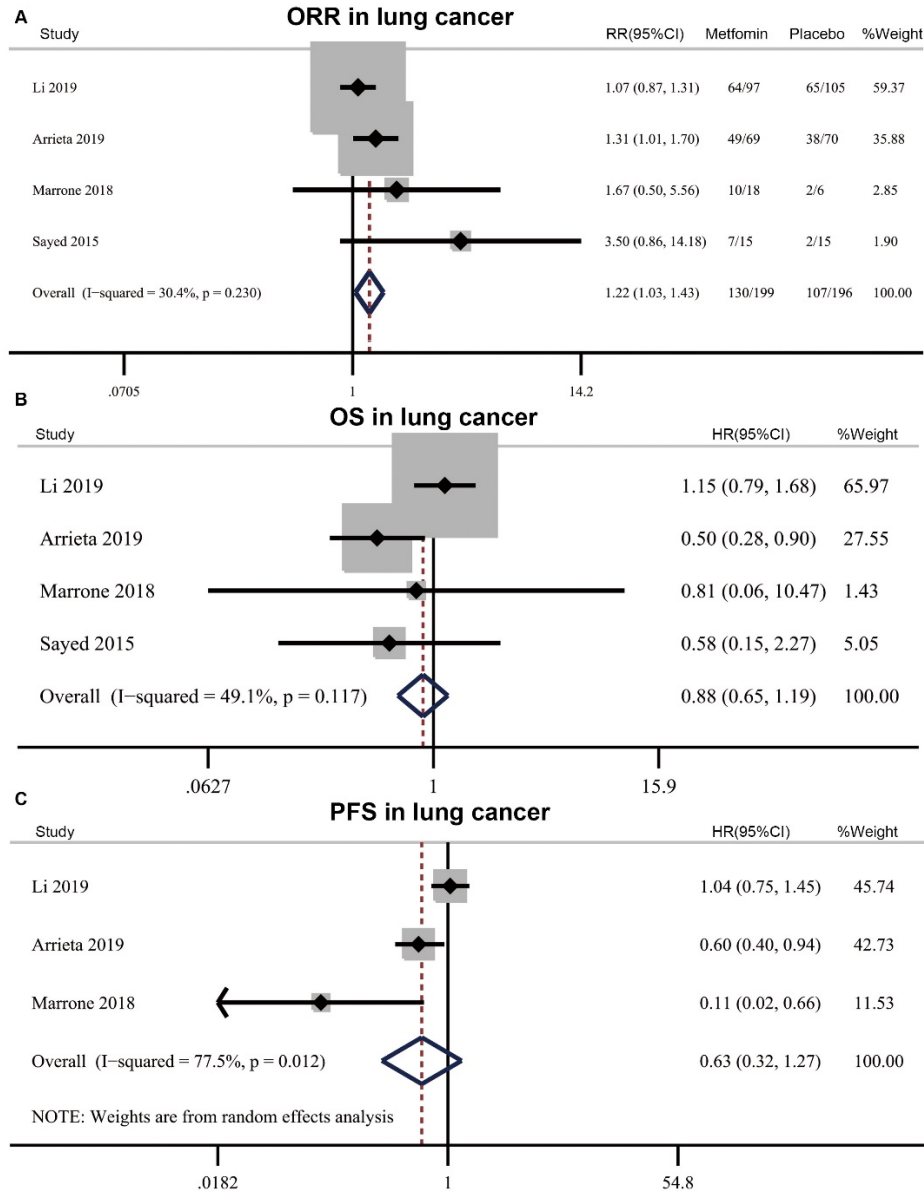 A
ORR in lung cancer
Study RR(95%CI) Metfomin Placebo %Weight
Li 2019 1.07 (0.87, 1.31) 64/97 65/105 59.37
Arrieta 2019 1.31 (1.01, 1.70) 49/69 38/70 35.88
Marrone 2018 1.67 (0.50, 5.56) 10/18 2/6 2.85
Sayed 2015 3.50 (0.86, 14.18) 7/15 2/15 1.90
Overall (I−squared = 30.4%, p = 0.230) 1.22 (1.03, 1.43) 130/199 107/196 100.00
.0705 1 14.2
B
OS in lung cancer
Study HR(95%CI) %Weight
Li 2019 1.15 (0.79, 1.68) 65.97
Arrieta 2019 0.50 (0.28, 0.90) 27.55
Marrone 2018 0.81 (0.06, 10.47) 1.43
Sayed 2015 0.58 (0.15, 2.27) 5.05
Overall (I−squared = 49.1%, p = 0.117) 0.88 (0.65, 1.19) 100.00
.0627 1 15.9
C
PFS in lung cancer
Study HR(95%CI) %Weight
Li 2019 1.04 (0.75, 1.45) 45.74
Arrieta 2019 0.60 (0.40, 0.94) 42.73
Marrone 2018 0.11 (0.02, 0.66) 11.53
Overall (I−squared = 77.5%, p = 0.012) 0.63 (0.32, 1.27) 100.00
NOTE: Weights are from random effects analysis
.0182 1 54.8